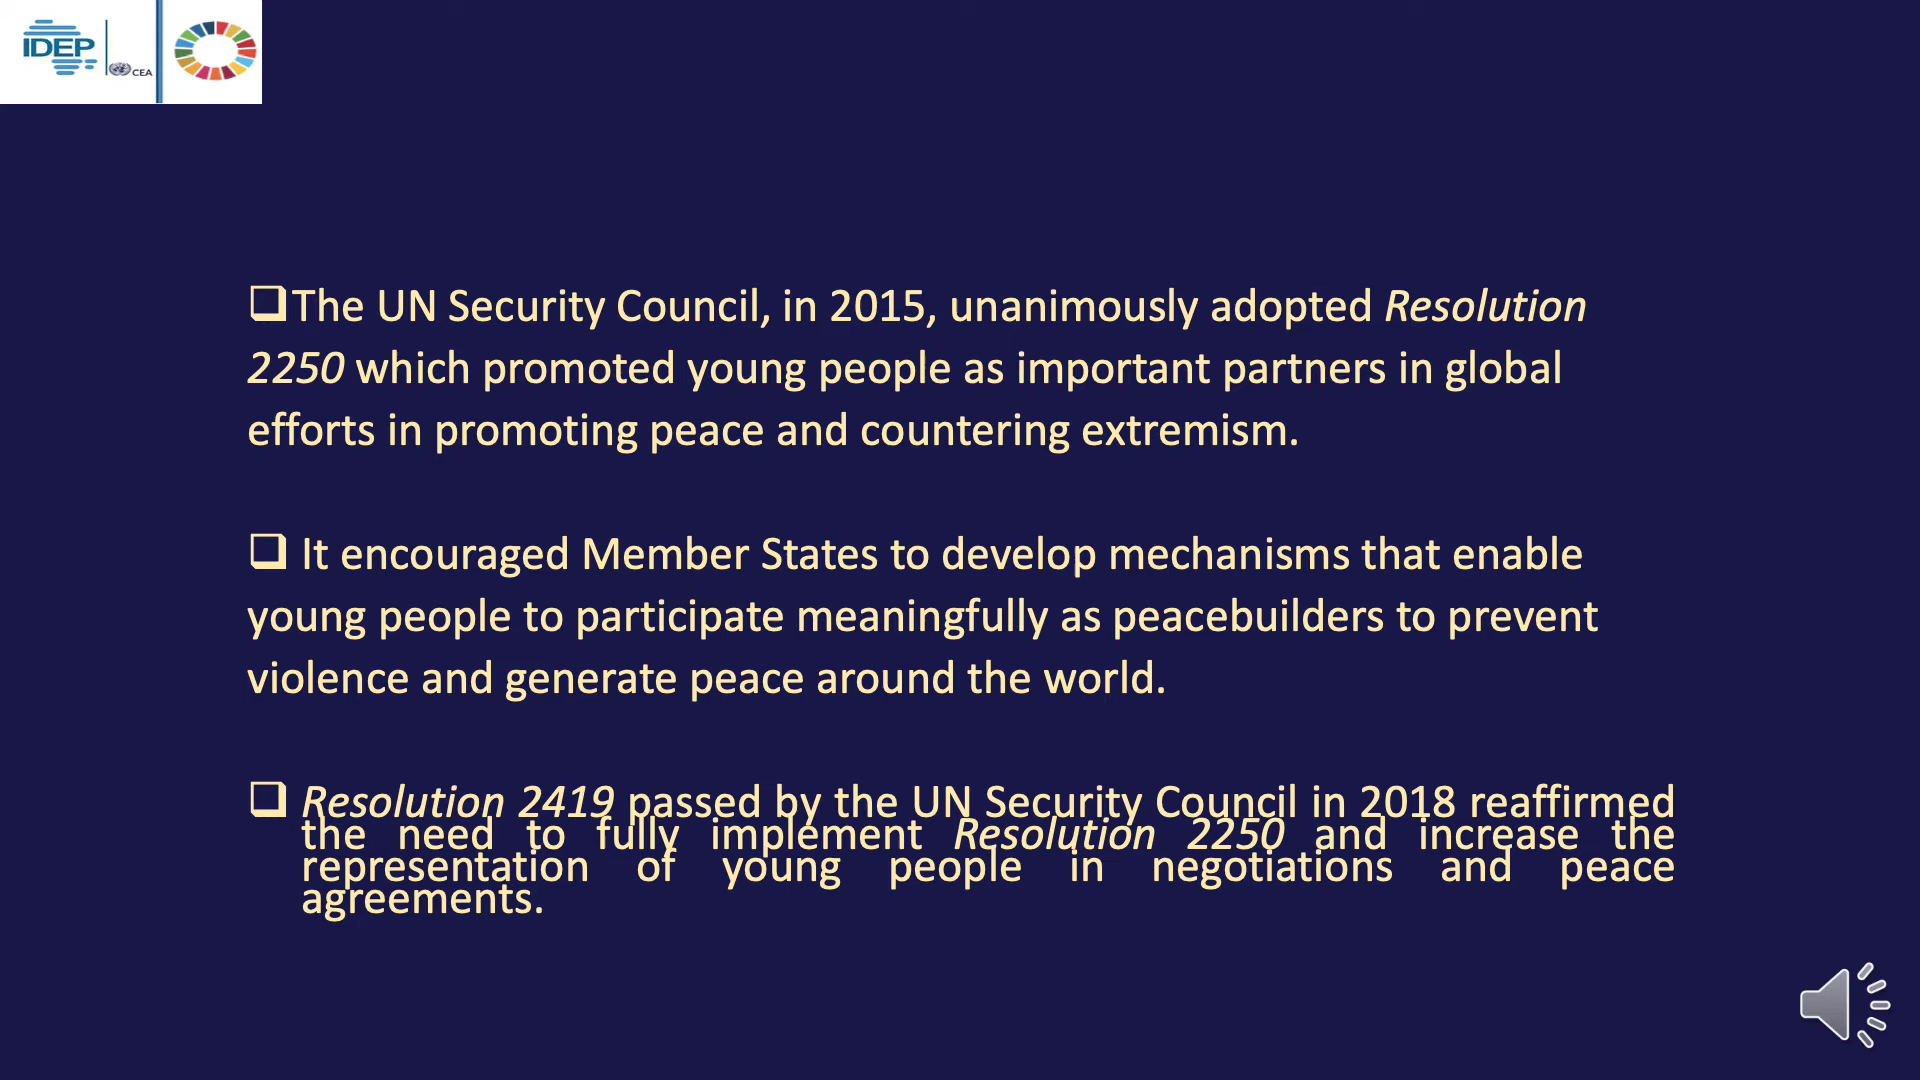 IDEP
CEA
❑The UN Security Council, in 2015, unanimously adopted Resolution
2250 which promoted young people as important partners in global
efforts in promoting peace and countering extremism.
❑ It encouraged Member States to develop mechanisms that enable
young people to participate meaningfully as peacebuilders to prevent
violence and generate peace around the world.
❑ Resolution 2419 passed by the UN Security Council in 2018 reaffirmed
the need to fully implement Resolution 2250 and increase the
representation of young people in negotiations and peace
agreements.